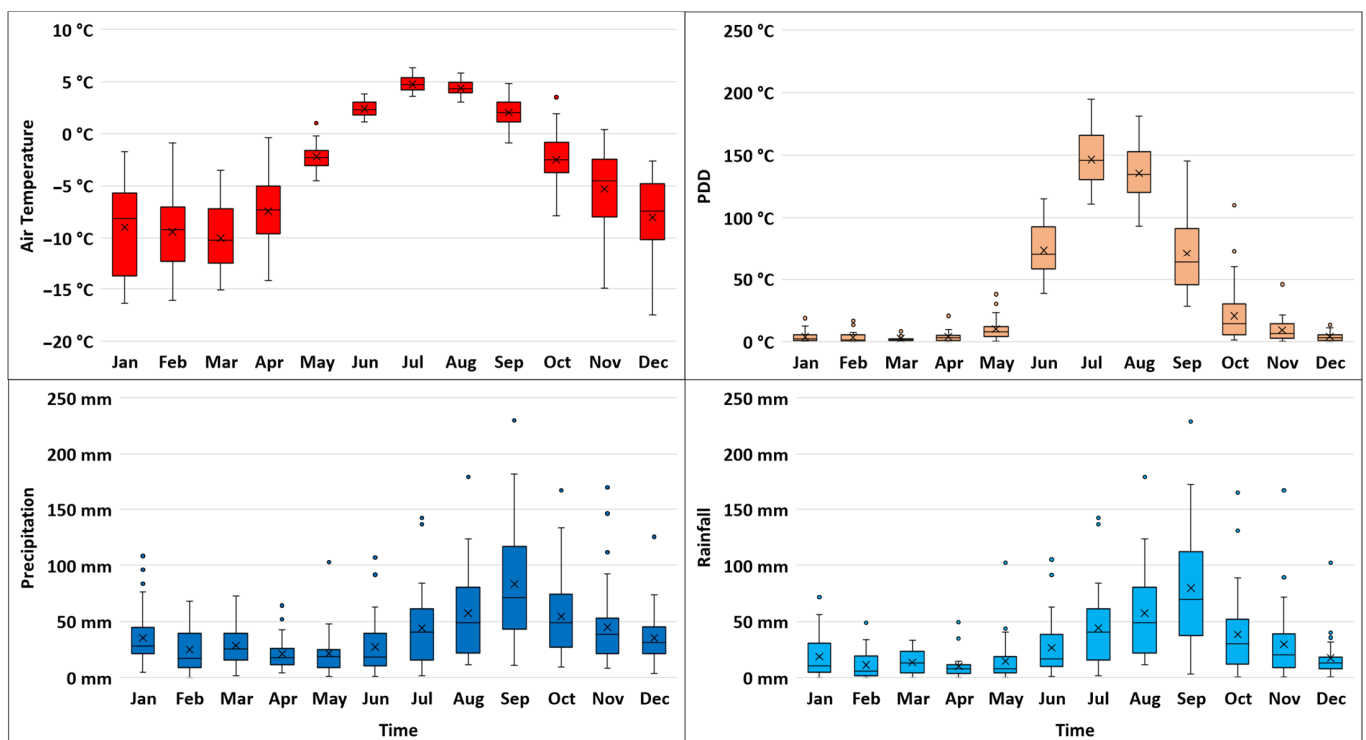 10 °C
5 °C
0 °C
−5 °C
−10 °C
−15 °C
−20 °C
Air Temperature
Jan Feb Mar Apr May Jun Jul Aug Sep Oct Nov Dec
250 °C
200 °C
150 °C
100 °C
50 °C
0 °C
PDD
Jan Feb Mar Apr May Jun Jul Aug Sep Oct Nov Dec
250 mm
200 mm
150 mm
100 mm
50 mm
0 mm
Precipitation
Jan Feb Mar Apr May Jun Jul Aug Sep Oct Nov Dec
Time
250 mm
200 mm
150 mm
100 mm
50 mm
0 mm
Rainfall
Jan Feb Mar Apr May Jun Jul Aug Sep Oct Nov Dec
Time